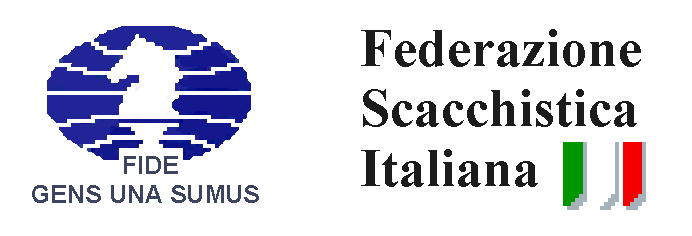 FIDE
GENS UNA SUMUS
Federazione
Scacchistica
Italiana